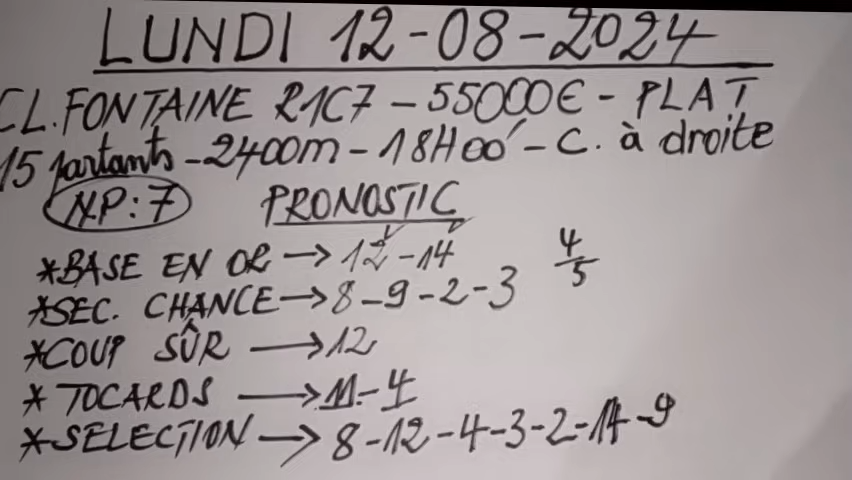 LUNDI 12-08-2024
CL.FONTAINE R1C7 - 55000€ - PLAT
15 partants - 2400m - 18H00' - C. à droite
N.P: 7 PRONOSTIC
*BASE EN OR → 12-14 4/5
*SEC. CHANCE → 8-9-2-3
*COUP SÛR → 12
* TOCARDS → 11-4
*SELECTION → 8-12-4-3-2-14-9